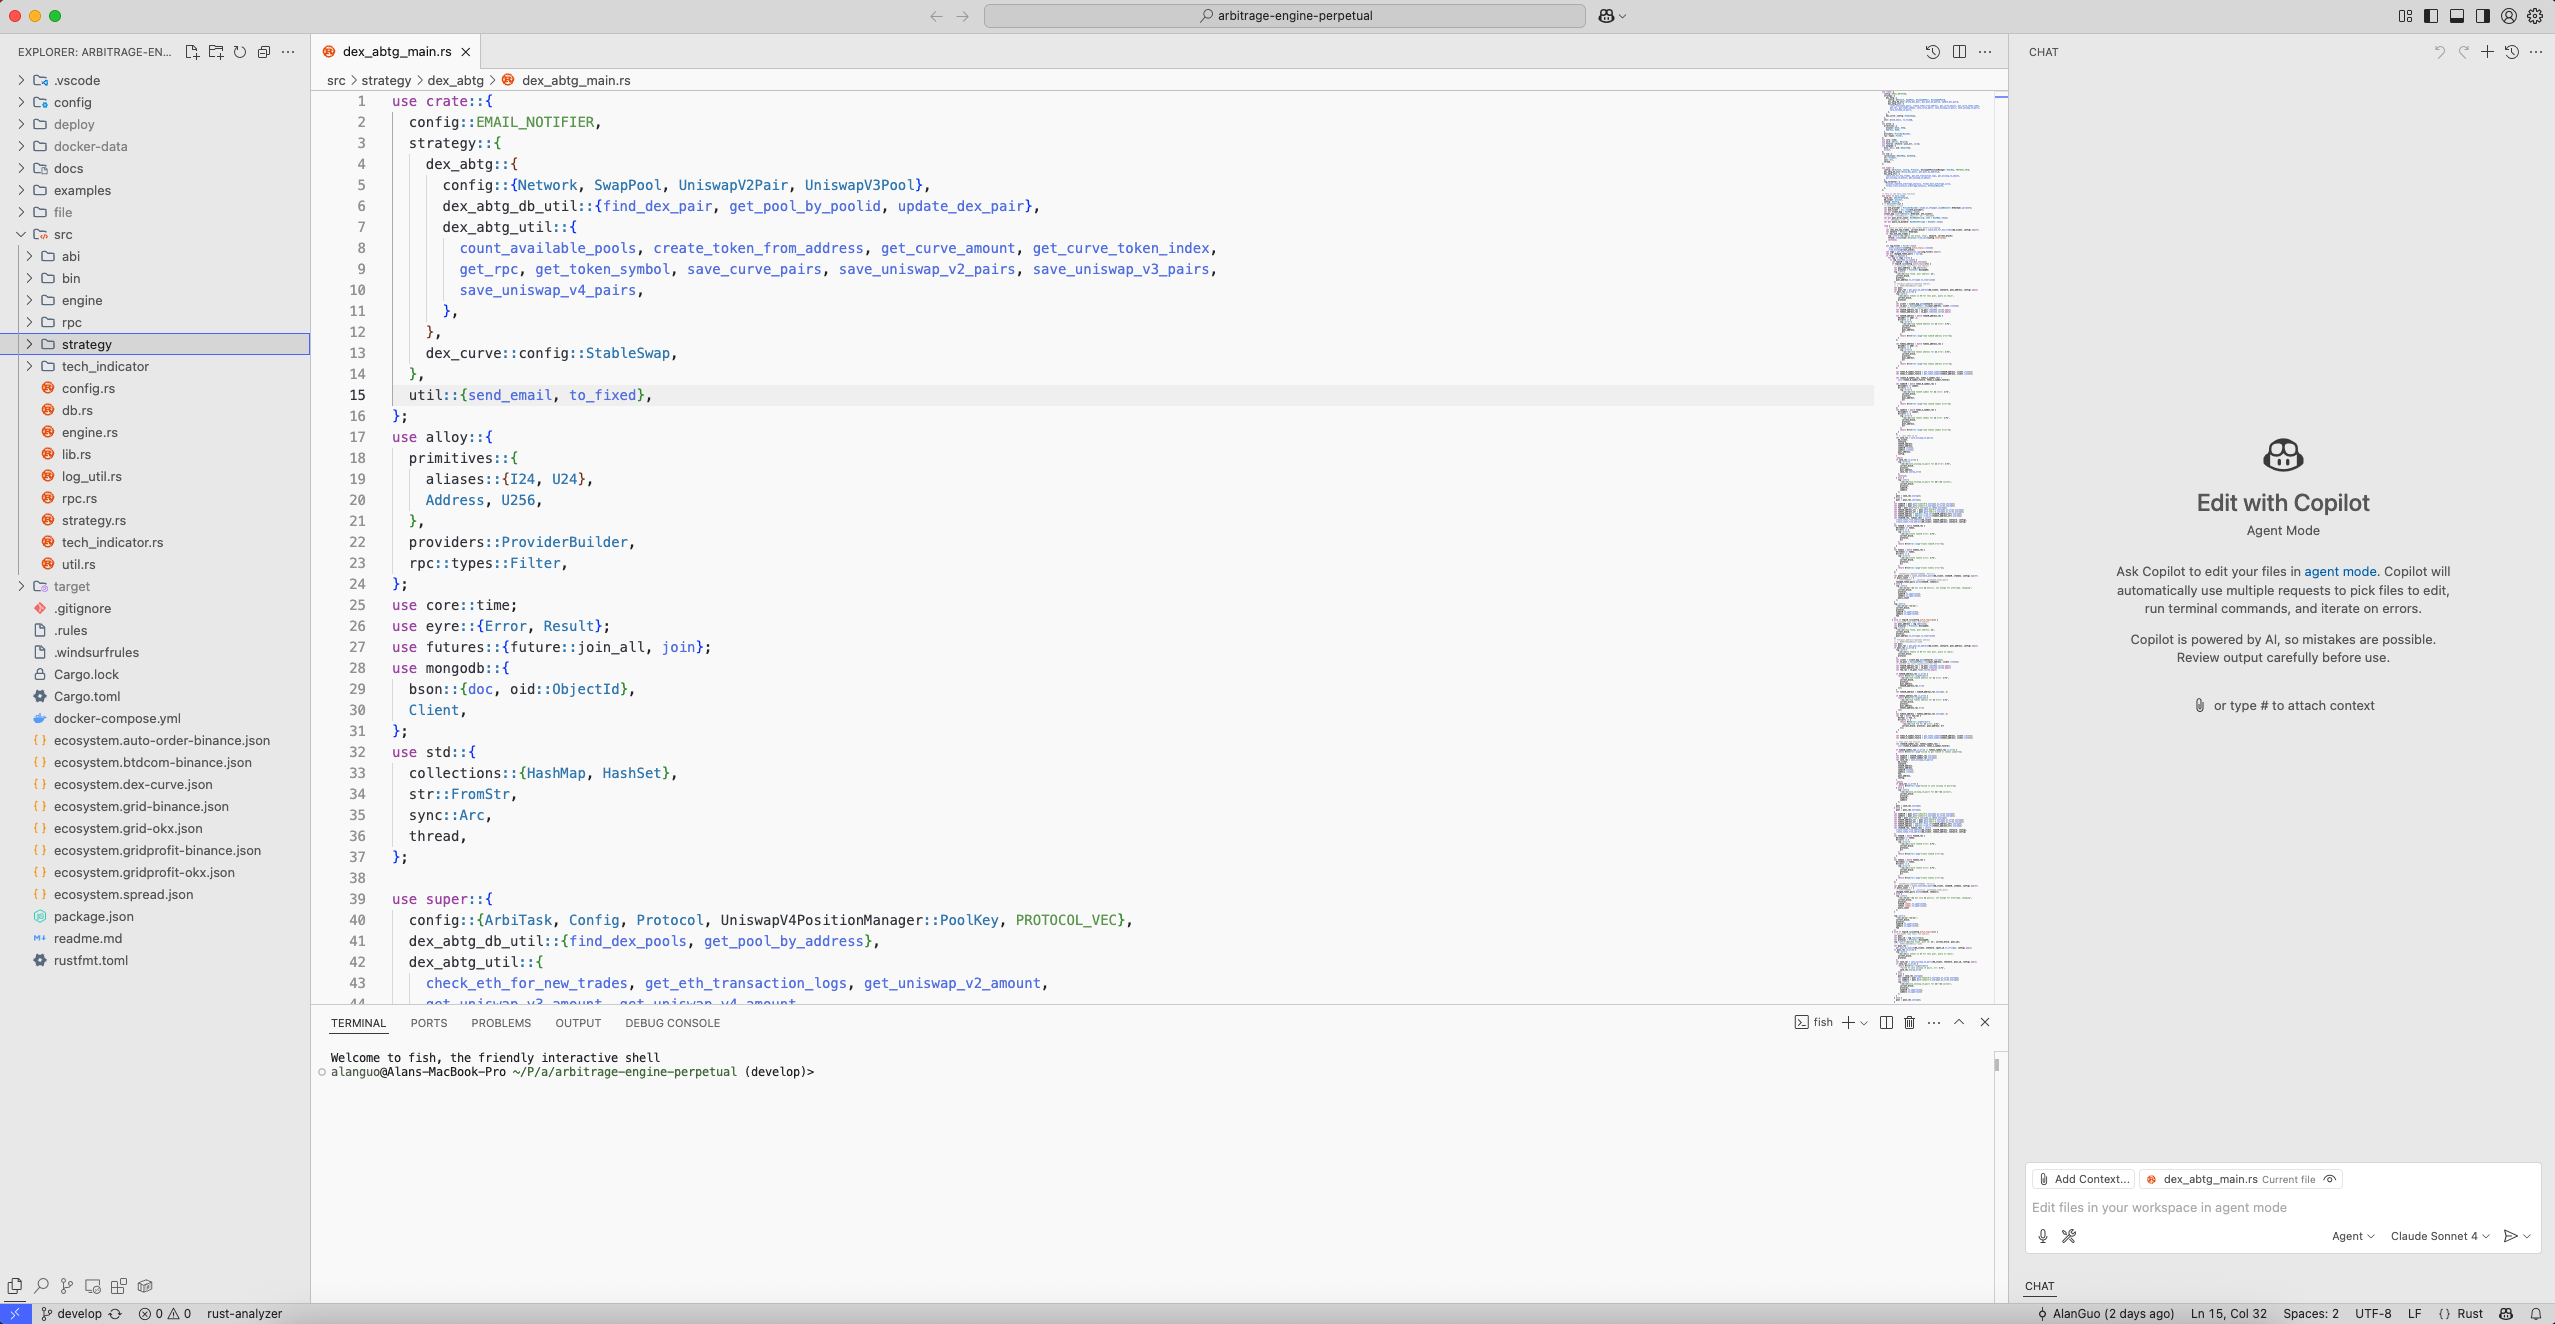 arbitrage-engine-perpetual
EXPLORER: ARBITRAGE-EN...
.vscode
config
deploy
docker-data
docs
examples
file
src
abi
bin
engine
rpc
strategy
tech_indicator
config.rs
db.rs
engine.rs
lib.rs
log_util.rs
rpc.rs
strategy.rs
tech_indicator.rs
util.rs
target
.gitignore
.rules
.windsurfrules
Cargo.lock
Cargo.toml
docker-compose.yml
ecosystem.auto-order-binance.json
ecosystem.btdcom-binance.json
ecosystem.dex-curve.json
ecosystem.grid-binance.json
ecosystem.grid-okx.json
ecosystem.gridprofit-binance.json
ecosystem.gridprofit-okx.json
ecosystem.spread.json
package.json
readme.md
rustfmt.toml
dex_abtg_main.rs
src > strategy > dex_abtg > dex_abtg_main.rs
1 use crate::{
2 config::EMAIL_NOTIFIER,
3 strategy::{
4 dex_abtg::{
5 config::{Network, SwapPool, UniswapV2Pair, UniswapV3Pool},
6 dex_abtg_db_util::{find_dex_pair, get_pool_by_poolid, update_dex_pair},
7 dex_abtg_util::{
8 count_available_pools, create_token_from_address, get_curve_amount, get_curve_token_index,
9 get_rpc, get_token_symbol, save_curve_pairs, save_uniswap_v2_pairs, save_uniswap_v3_pairs,
10 save_uniswap_v4_pairs,
11 },
12 },
13 dex_curve::config::StableSwap,
14 },
15 util::{send_email, to_fixed},
16 };
17 use alloy::{
18 primitives::{
19 aliases::{I24, U24},
20 Address, U256,
21 },
22 providers::ProviderBuilder,
23 rpc::types::Filter,
24 };
25 use core::time;
26 use eyre::{Error, Result};
27 use futures::{future::join_all, join};
28 use mongodb::{
29 bson::{doc, oid::ObjectId},
30 Client,
31 };
32 use std::{
33 collections::{HashMap, HashSet},
34 str::FromStr,
35 sync::Arc,
36 thread,
37 };
38
39 use super::{
40 config::{ArbiTask, Config, Protocol, UniswapV4PositionManager::PoolKey, PROTOCOL_VEC},
41 dex_abtg_db_util::{find_dex_pools, get_pool_by_address},
42 dex_abtg_util::{
43 check_eth_for_new_trades, get_eth_transaction_logs, get_uniswap_v2_amount,
44 get_uniswap_v3_amount, get_uniswap_v4_amount
TERMINAL PORTS PROBLEMS OUTPUT DEBUG CONSOLE
fish
Welcome to fish, the friendly interactive shell
alanguo@Alans-MacBook-Pro ~/P/a/arbitrage-engine-perpetual (develop)>
CHAT
Edit with Copilot
Agent Mode
Ask Copilot to edit your files in agent mode. Copilot will
automatically use multiple requests to pick files to edit,
run terminal commands, and iterate on errors.
Copilot is powered by AI, so mistakes are possible.
Review output carefully before use.
or type # to attach context
Add Context... dex_abtg_main.rs Current file
Edit files in your workspace in agent mode
Agent Claude Sonnet 4
CHAT
develop 0 0 rust-analyzer
AlanGuo (2 days ago) Ln 15, Col 32 Spaces: 2 UTF-8 LF {} Rust